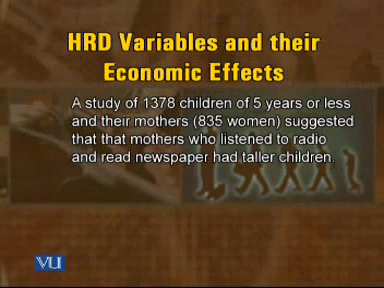 HRD Variables and their
Economic Effects
A study of 1378 children of 5 years or less
and their mothers (835 women) suggested
that that mothers who listened to radio
and read newspaper had taller children.
VU